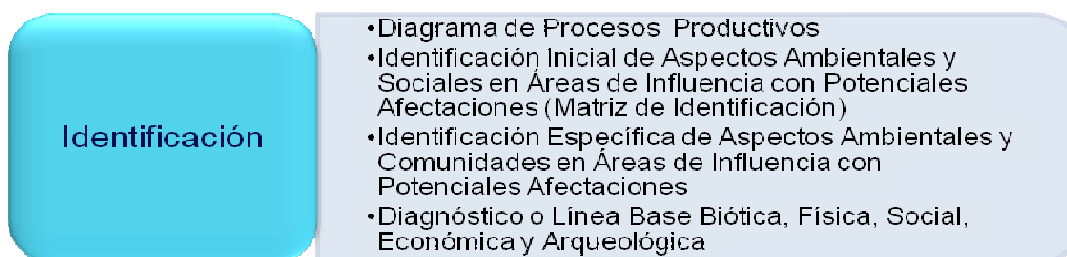 Identificación
•Diagrama de Procesos Productivos
•Identificación Inicial de Aspectos Ambientales y
Sociales en Áreas de Influencia con Potenciales
Afectaciones (Matriz de Identificación)
•Identificación Específica de Aspectos Ambientales y
Comunidades en Áreas de Influencia con
Potenciales Afectaciones
•Diagnóstico o Línea Base Biótica, Física, Social,
Económica y Arqueológica